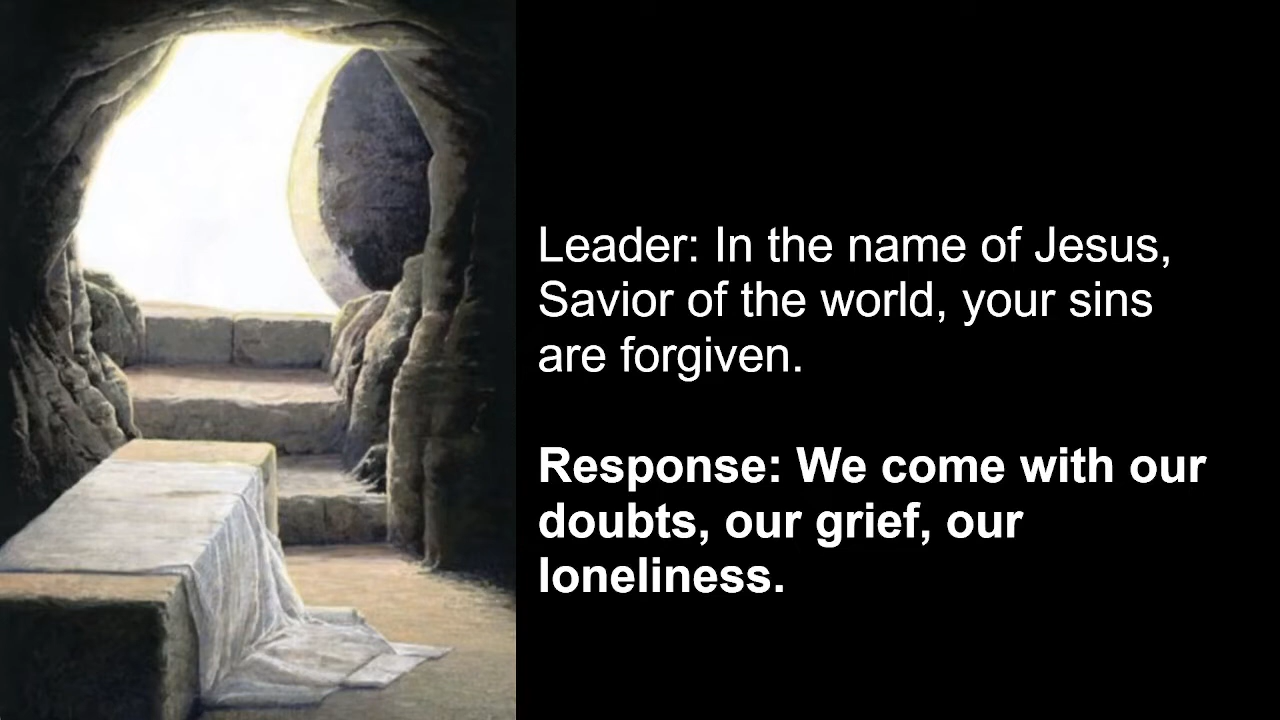 Leader: In the name of Jesus,
Savior of the world, your sins
are forgiven.
Response: We come with our
doubts, our grief, our
loneliness.